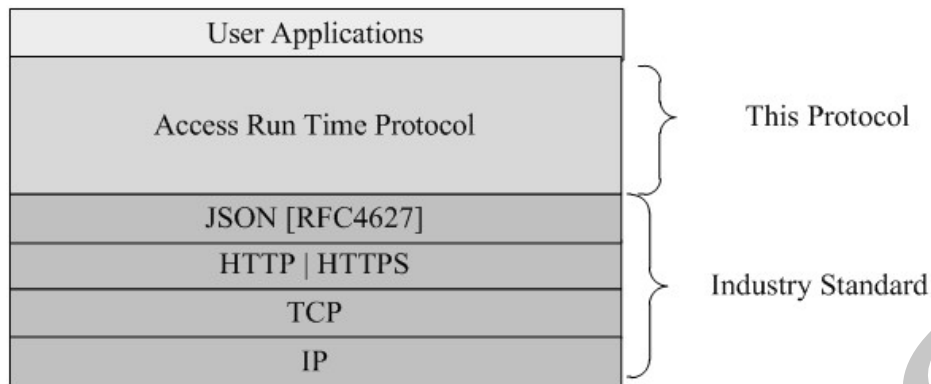 User Applications
Access Run Time Protocol
This Protocol
JSON [RFC4627]
HTTP | HTTPS
TCP
IP
Industry Standard